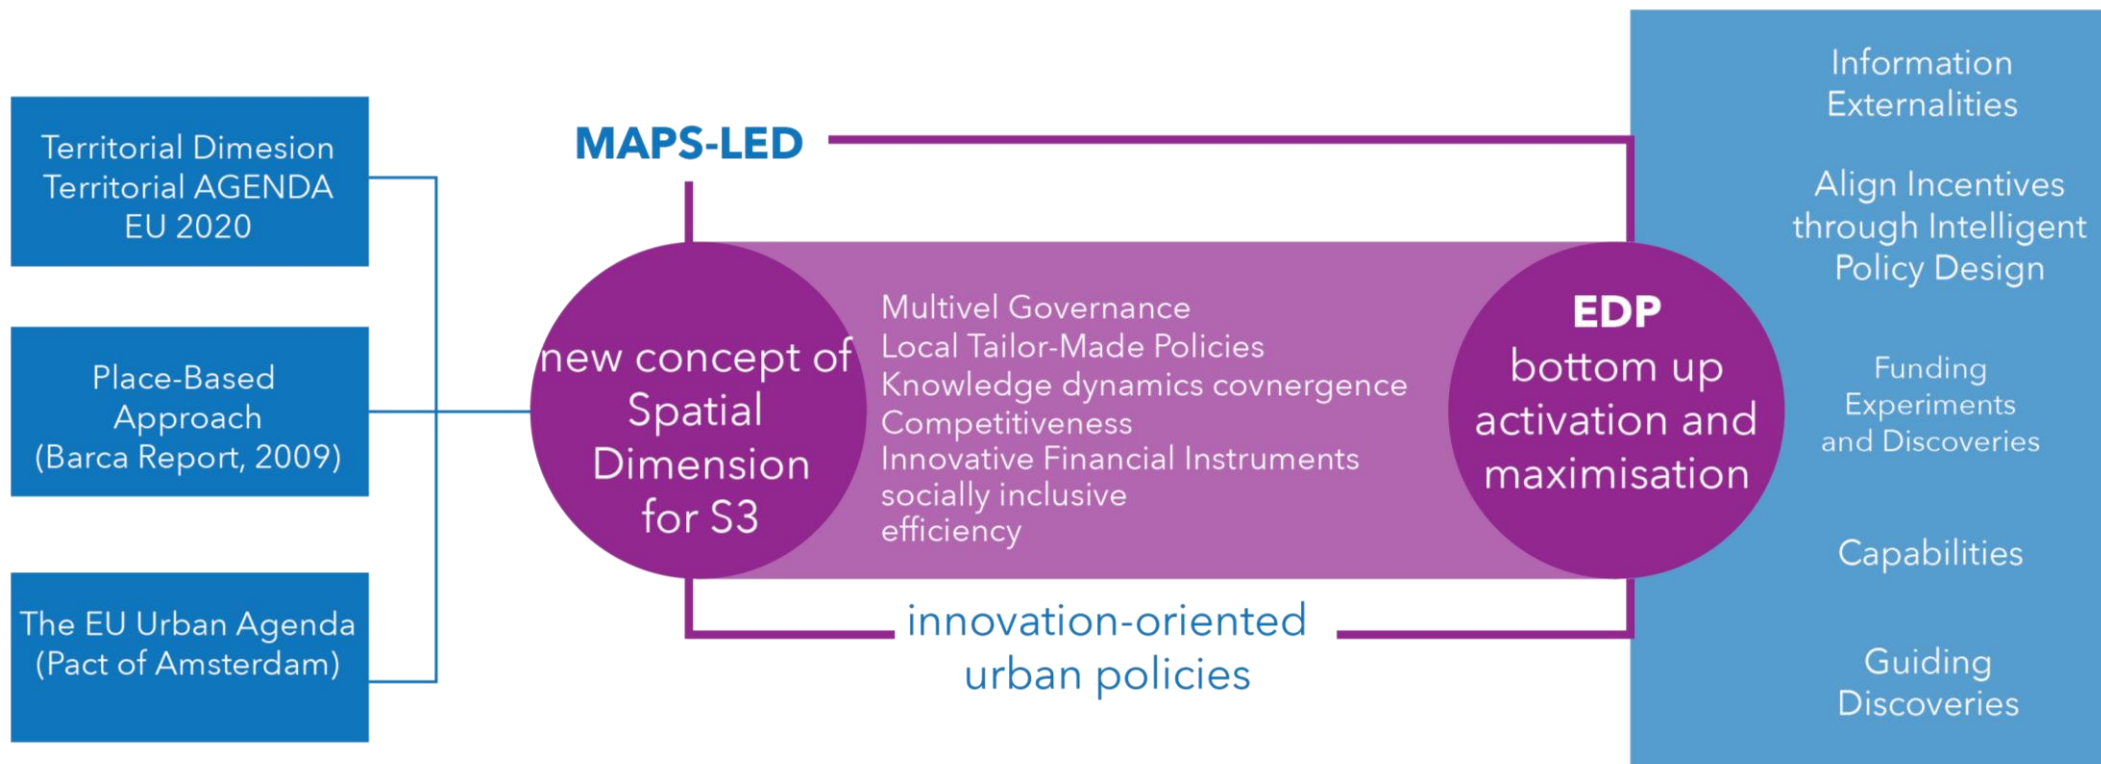 Territorial Dimesion
Territorial AGENDA
EU 2020
Place-Based
Approach
(Barca Report, 2009)
The EU Urban Agenda
(Pact of Amsterdam)
MAPS-LED
new concept of
Spatial
Dimension
for S3
Multivel Governance
Local Tailor-Made Policies
Knowledge dynamics covnergence
Competitiveness
Innovative Financial Instruments
socially inclusive
efficiency
innovation-oriented
urban policies
EDP
bottom up
activation and
maximisation
Information
Externalities
Align Incentives
through Intelligent
Policy Design
Funding
Experiments
and Discoveries
Capabilities
Guiding
Discoveries